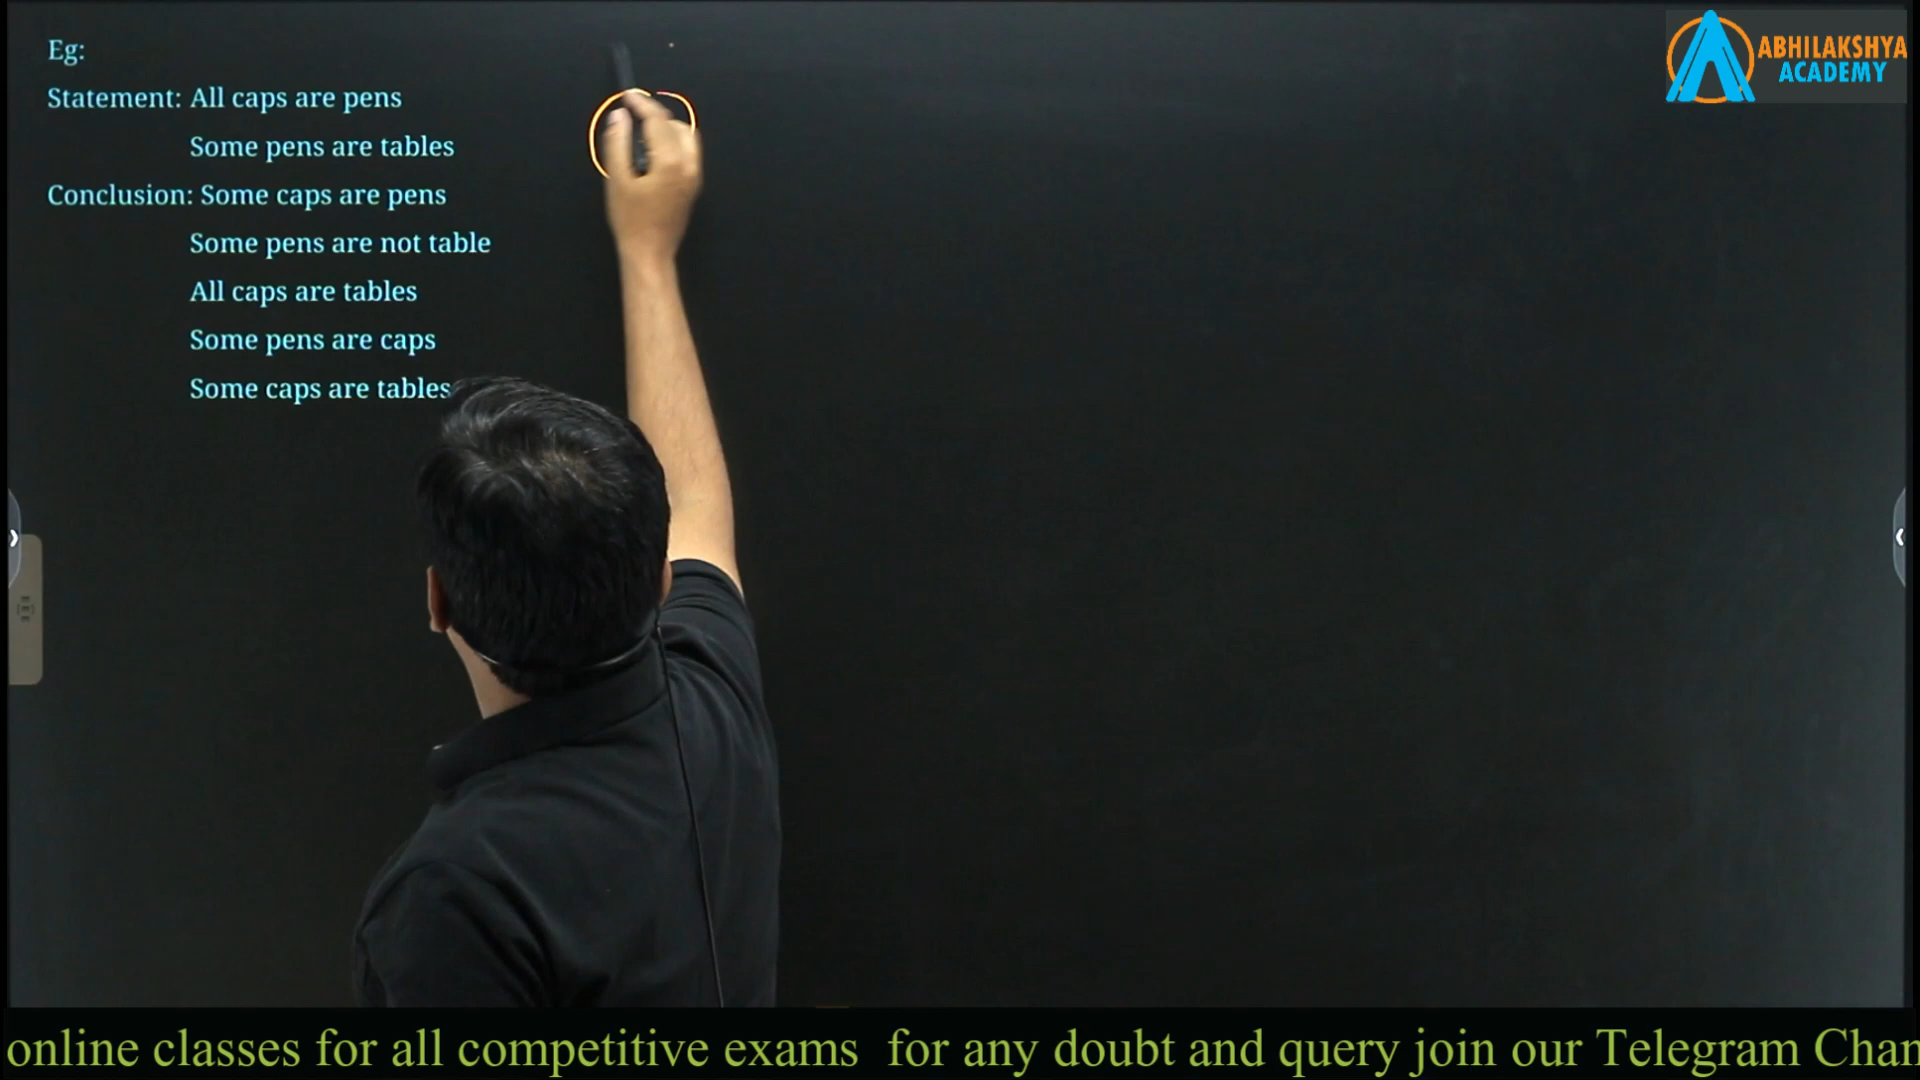 Eg:
Statement: All caps are pens
Some pens are tables
Conclusion: Some caps are pens
Some pens are not table
All caps are tables
Some pens are caps
Some caps are tables
ABHILAKSHYA
ACADEMY
online classes for all competitive exams for any doubt and query join our Telegram Chan